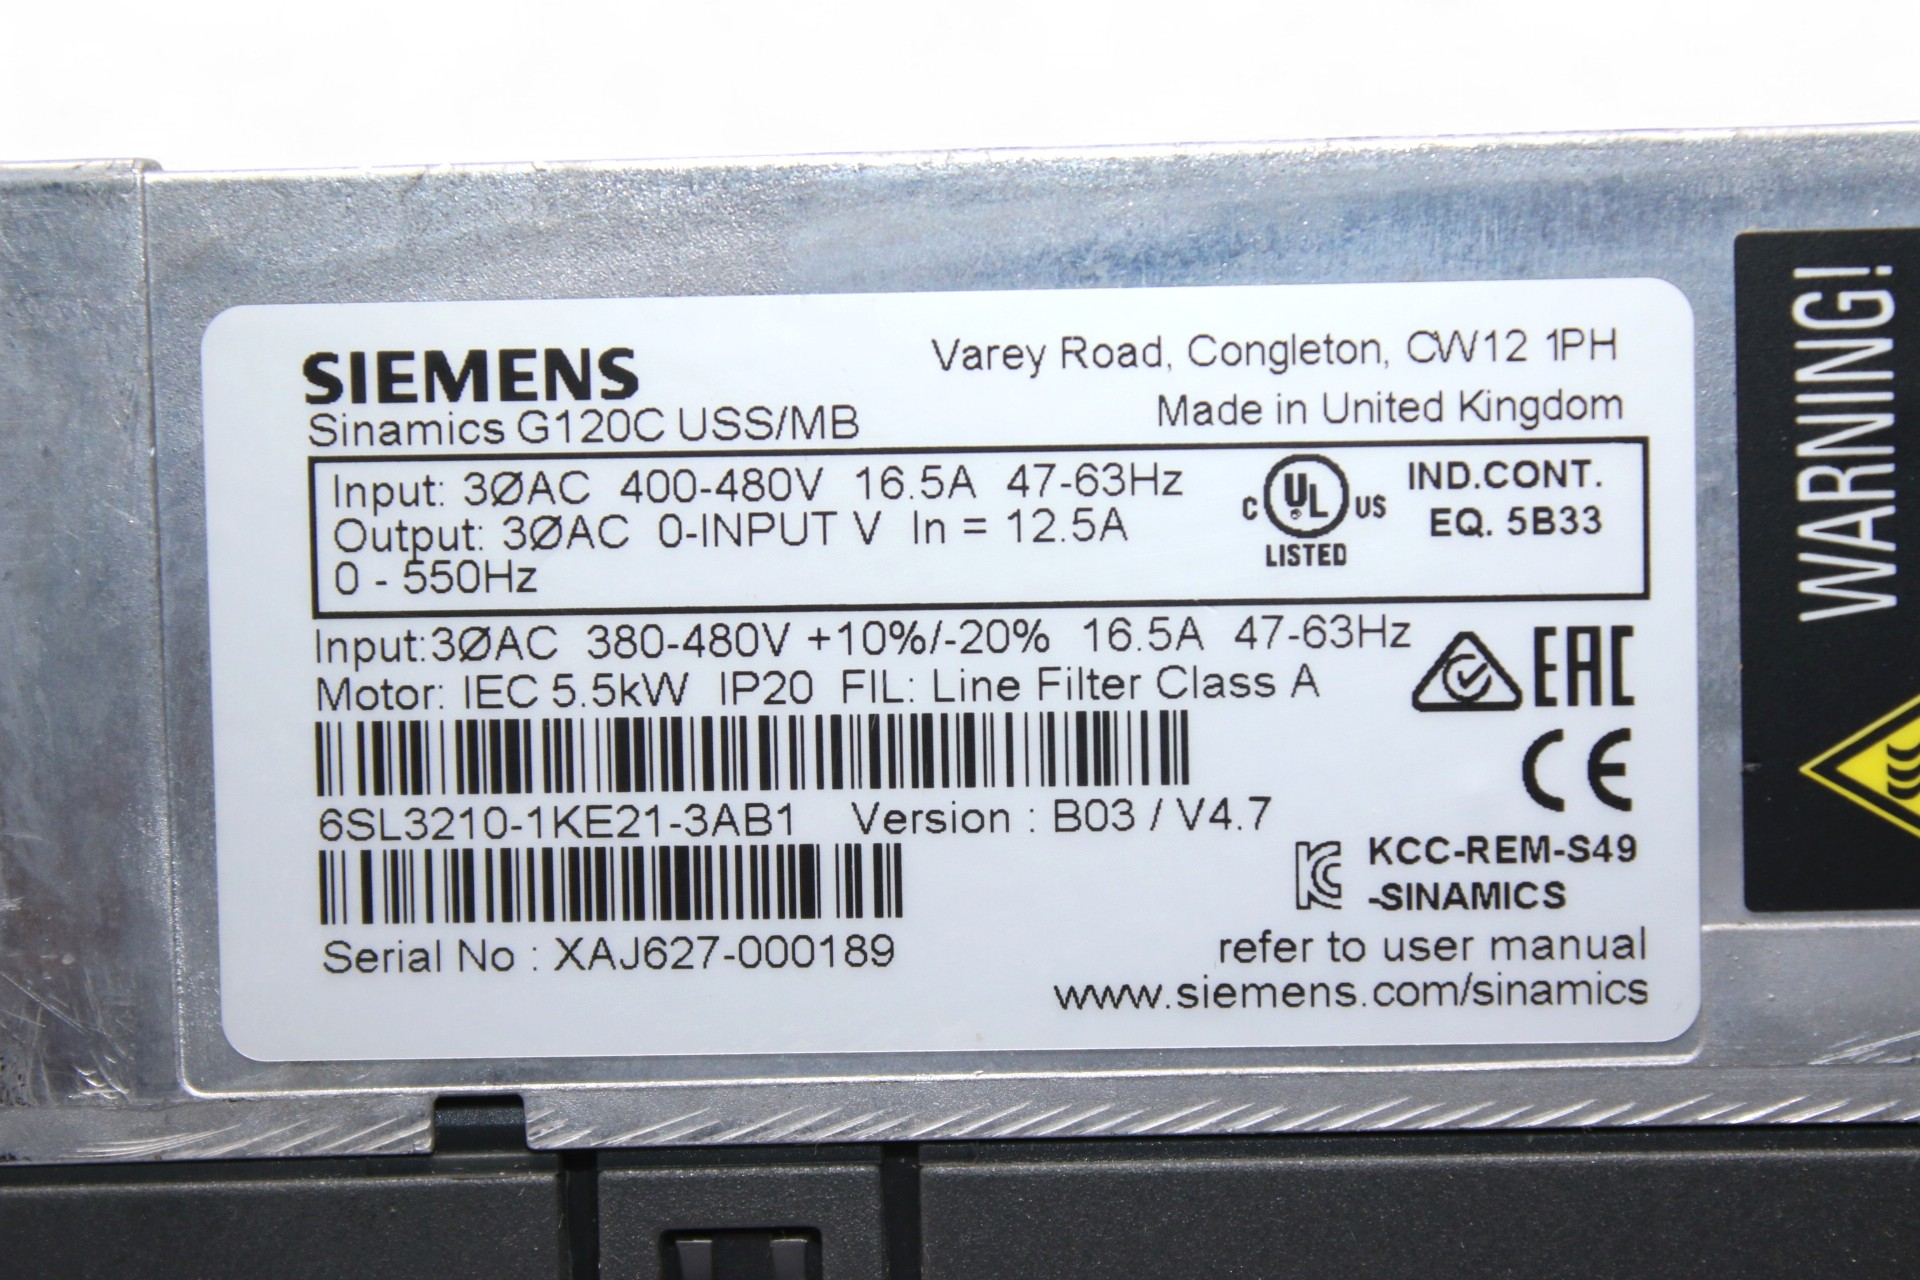 SIEMENS
Sinamics G120C USS/MB
Varey Road, Congleton, CW12 1PH
Made in United Kingdom
Input: 3ØAC 400-480V 16.5A 47-63Hz
Output: 3ØAC 0-INPUT V In = 12.5A
0 - 550Hz
C UL US
LISTED
IND.CONT.
EQ. 5B33
Input:3ØAC 380-480V +10%/-20% 16.5A 47-63Hz
Motor: IEC 5.5kW IP20 FIL: Line Filter Class A
EAC
CE
6SL3210-1KE21-3AB1 Version : B03 / V4.7
KC KCC-REM-S49
-SINAMICS
Serial No : XAJ627-000189
refer to user manual
www.siemens.com/sinamics
WARNING!